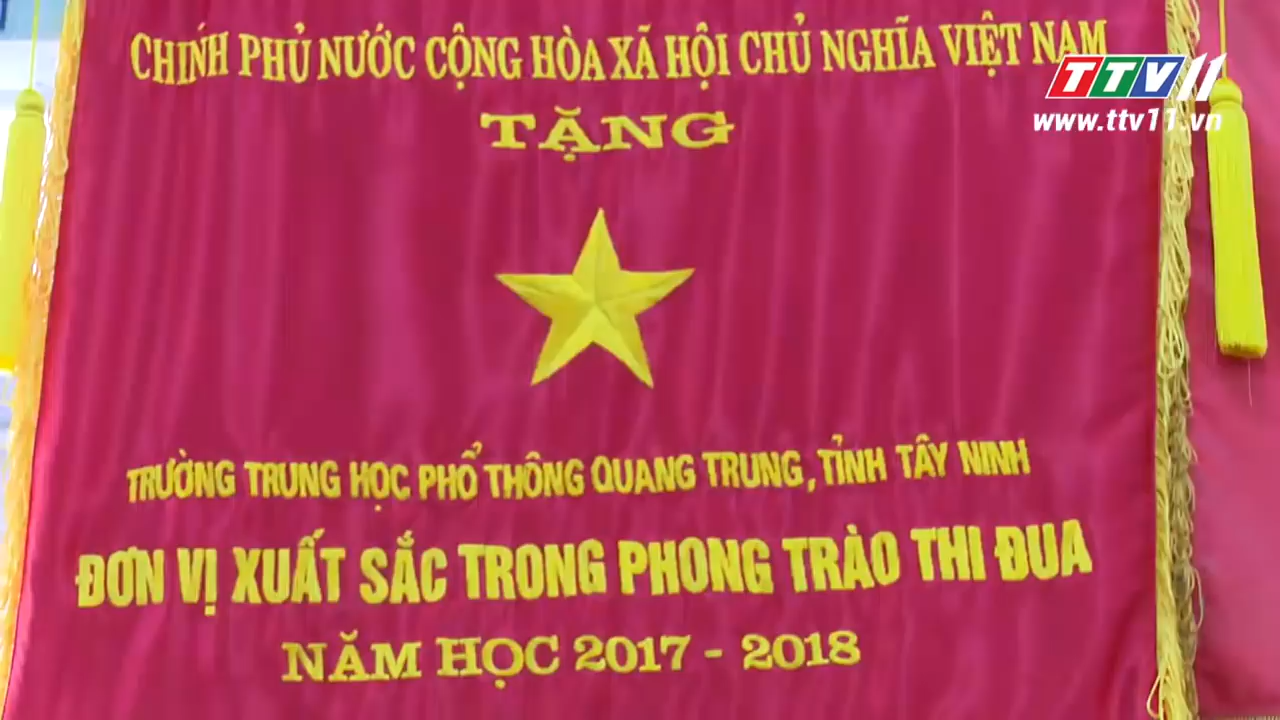 CHÍNH PHỦ NƯỚC CỘNG HÒA XÃ HỘI CHỦ NGHĨA VIỆT NAM
TTV11
www.ttv11.vn
TẶNG
TRƯỜNG TRUNG HỌC PHỔ THÔNG QUANG TRUNG, TỈNH TÂY NINH
ĐƠN VỊ XUẤT SẮC TRONG PHONG TRÀO THI ĐUA
NĂM HỌC 2017 - 2018